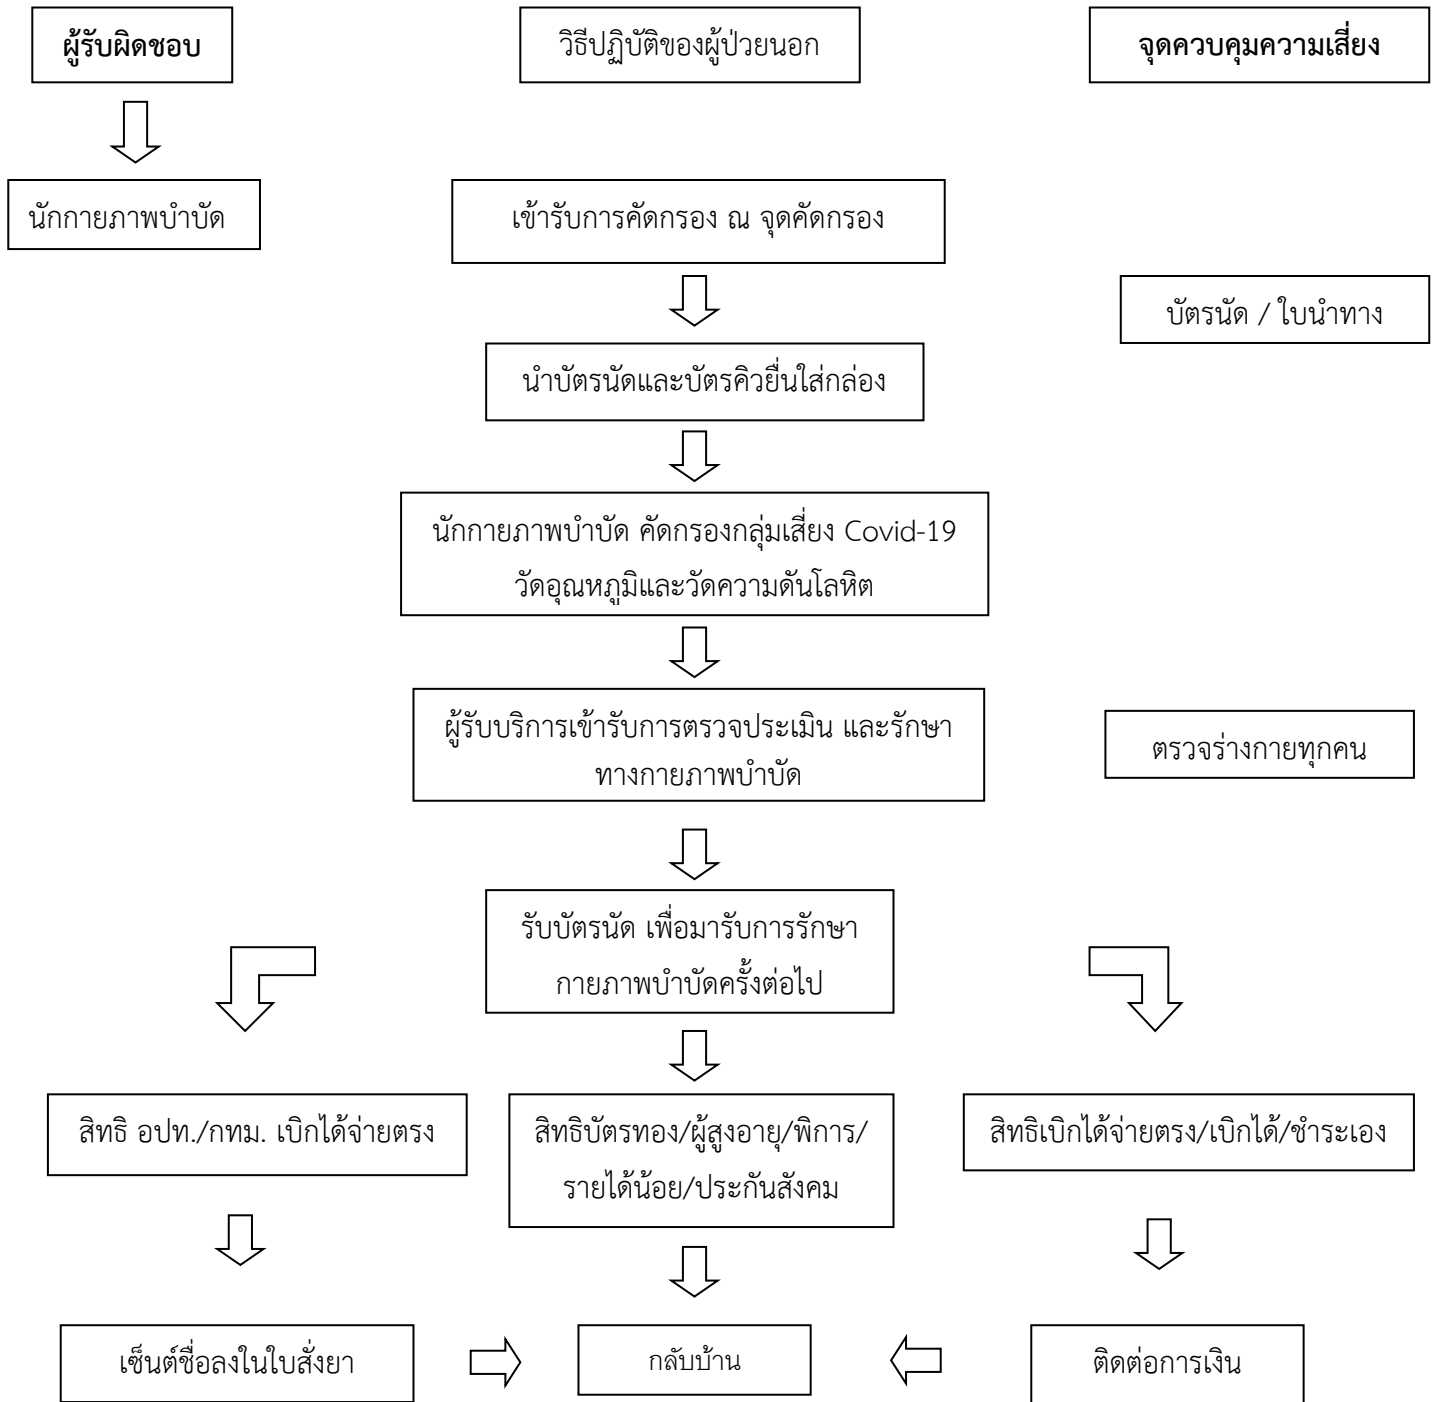 ผู้รับผิดชอบ
วิธีปฏิบัติของผู้ป่วยนอก
จุดควบคุมความเสี่ยง
นักกายภาพบำบัด
เข้ารับการคัดกรอง ณ จุดคัดกรอง
บัตรนัด / ใบนำทาง
นำบัตรนัดและบัตรคิวยื่นใส่กล่อง
นักกายภาพบำบัด คัดกรองกลุ่มเสี่ยง Covid-19
วัดอุณหภูมิและวัดความดันโลหิต
ผู้รับบริการเข้ารับการตรวจประเมิน และรักษา
ทางกายภาพบำบัด
ตรวจร่างกายทุกคน
รับบัตรนัด เพื่อมารับการรักษา
กายภาพบำบัดครั้งต่อไป
สิทธิ อปท./กทม. เบิกได้จ่ายตรง
สิทธิบัตรทอง/ผู้สูงอายุ/พิการ/
รายได้น้อย/ประกันสังคม
สิทธิเบิกได้จ่ายตรง/เบิกได้/ชำระเอง
เซ็นต์ชื่อลงในใบสั่งยา
กลับบ้าน
ติดต่อการเงิน